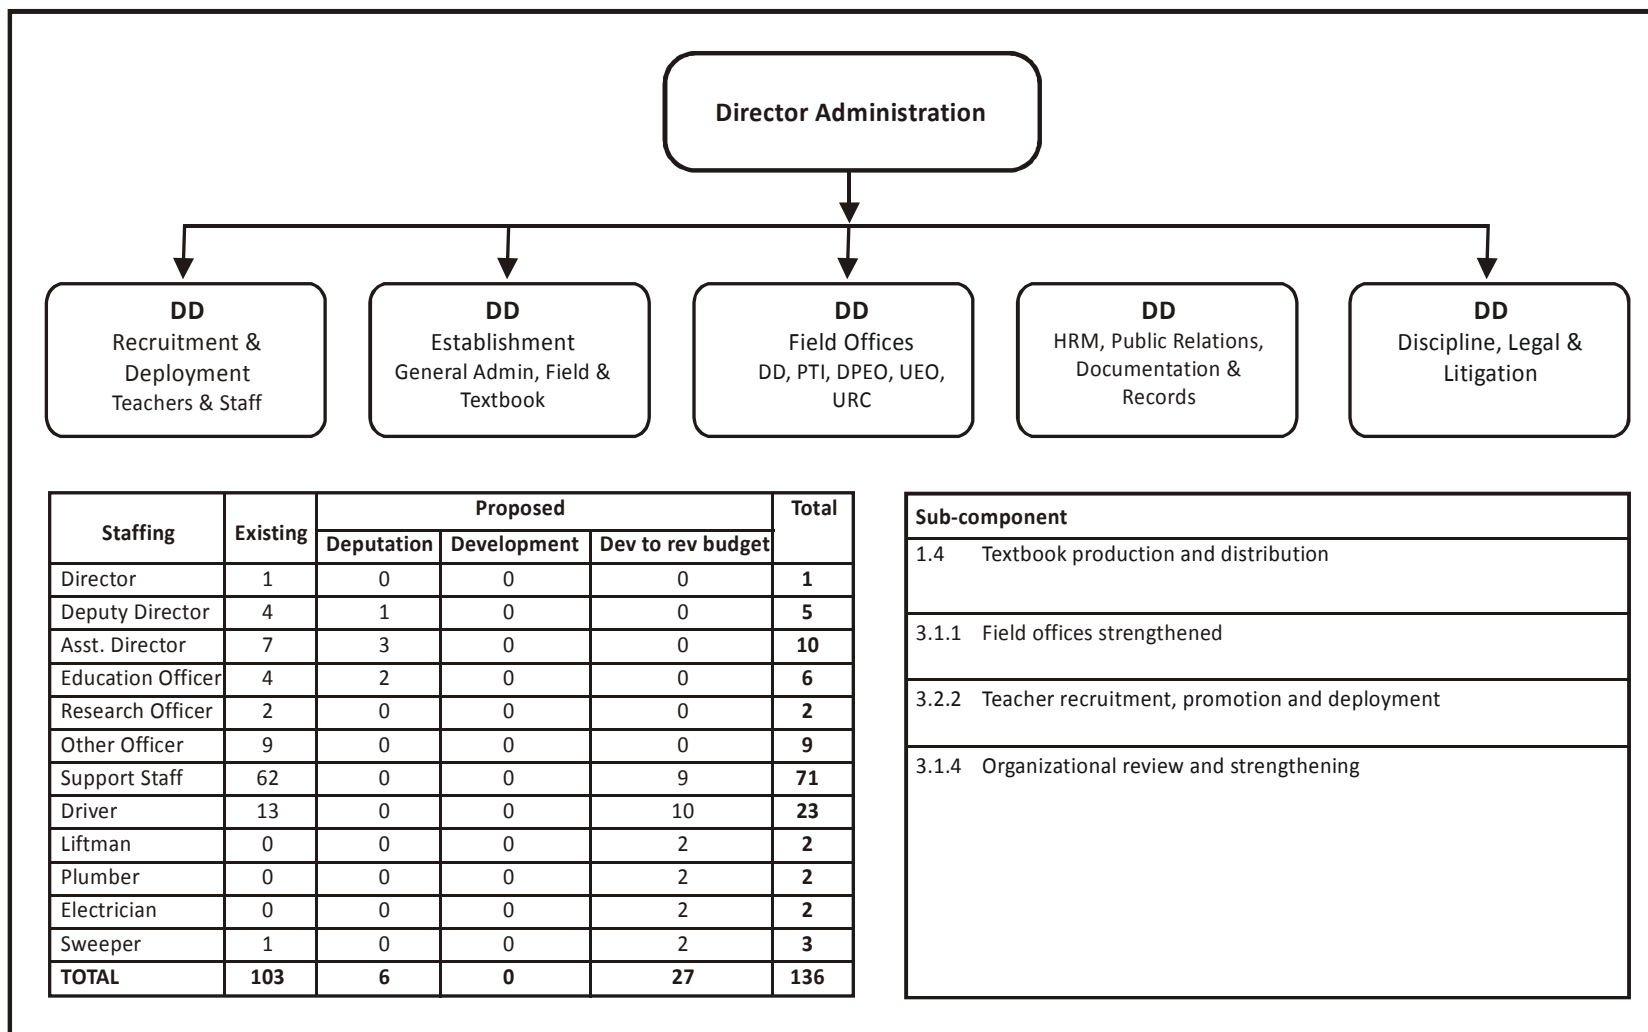 Director Administration
DD
Recruitment &
Deployment
Teachers & Staff
DD
Establishment
General Admin, Field &
Textbook
DD
Field Offices
DD, PTI, DPEO, UEO,
URC
DD
HRM, Public Relations,
Documentation &
Records
DD
Discipline, Legal &
Litigation
Staffing Existing Proposed Total
Deputation Development Dev to rev budget
Director 1 0 0 0 1
Deputy Director 4 1 0 0 5
Asst. Director 7 3 0 0 10
Education Officer 4 2 0 0 6
Research Officer 2 0 0 0 2
Other Officer 9 0 0 0 9
Support Staff 62 0 0 9 71
Driver 13 0 0 10 23
Liftman 0 0 0 2 2
Plumber 0 0 0 2 2
Electrician 0 0 0 2 2
Sweeper 1 0 0 2 3
TOTAL 103 6 0 27 136
Sub-component
1.4 Textbook production and distribution
3.1.1 Field offices strengthened
3.2.2 Teacher recruitment, promotion and deployment
3.1.4 Organizational review and strengthening